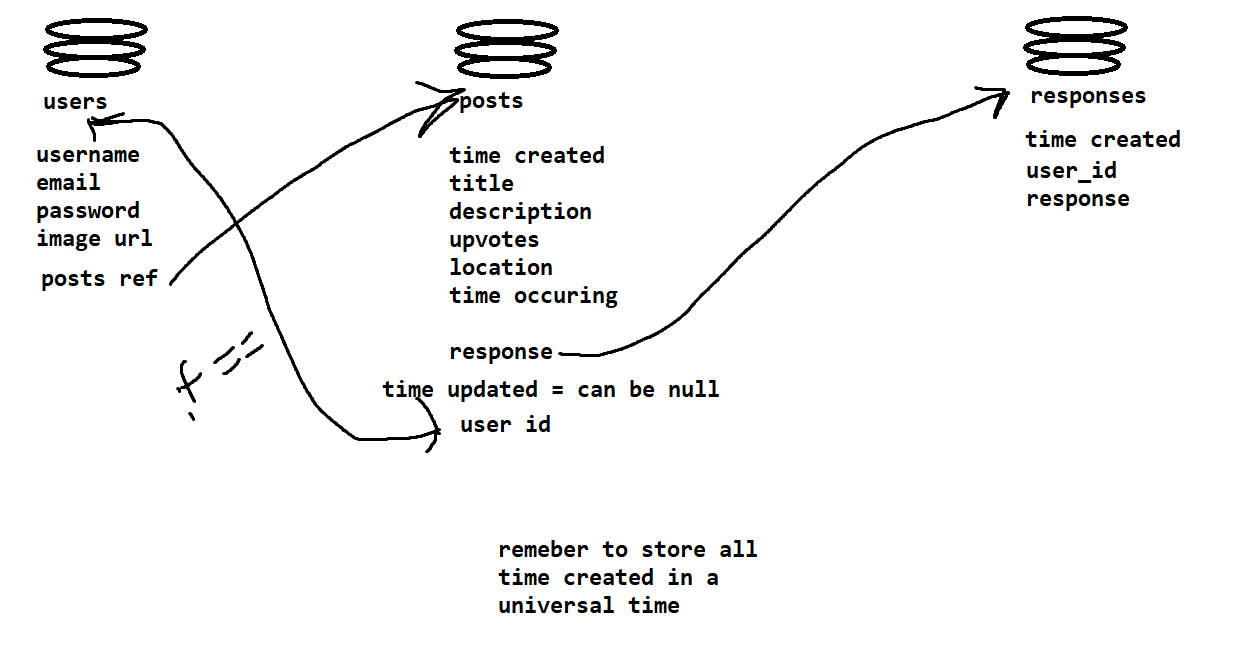 users
username
email
password
image url
posts ref
posts
time created
title
description
upvotes
location
time occuring
response
time updated = can be null
user id
responses
time created
user_id
response
remeber to store all
time created in a
universal time